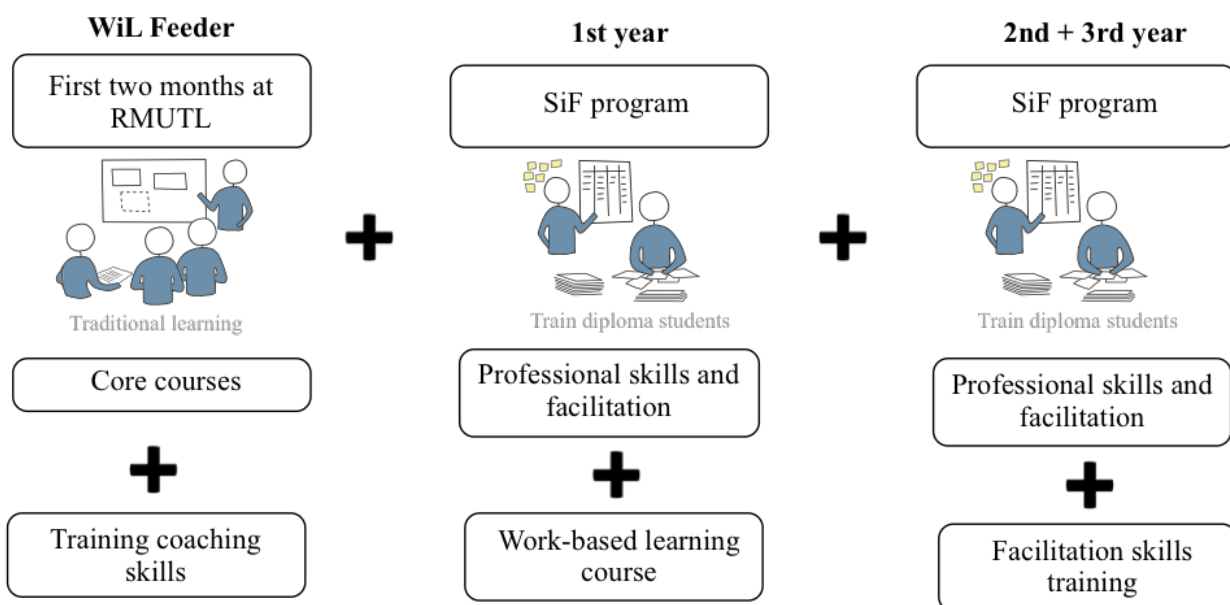 WiL Feeder
First two months at
RMUTL
Traditional learning
Core courses
Training coaching
skills
1st year
SiF program
Train diploma students
Professional skills and
facilitation
Work-based learning
course
2nd + 3rd year
SiF program
Train diploma students
Professional skills and
facilitation
Facilitation skills
training